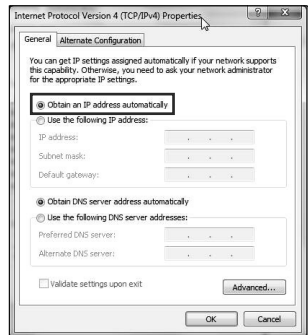 Internet Protocol Version 4 (TCP/IPv4) Properties
General
Alternate Configuration
You can get IP settings assigned automatically if your network supports
this capability. Otherwise, you need to ask your network administrator
for the appropriate IP settings.
Obtain an IP address automatically
Use the following IP address:
IP address:
Subnet mask:
Default gateway:
Obtain DNS server address automatically
Use the following DNS server addresses:
Preferred DNS server:
Alternate DNS server:
Validate settings upon exit
Advanced...
OK
Cancel